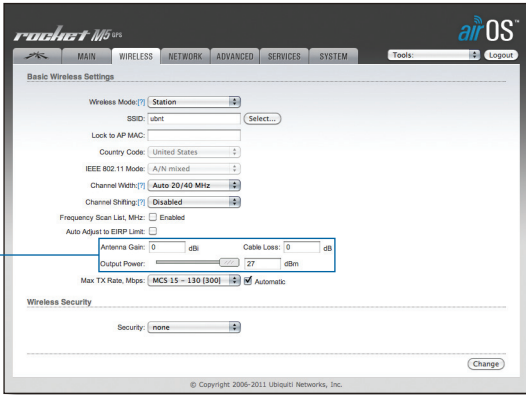 rocket M5 GPS
airOS™
MAIN WIRELESS NETWORK ADVANCED SERVICES SYSTEM Tools: Logout
Basic Wireless Settings
Wireless Mode:[?] Station
SSID: ubnt Select...
Lock to AP MAC:
Country Code: United States
IEEE 802.11 Mode: A/N mixed
Channel Width:[?] Auto 20/40 MHz
Channel Shifting:[?] Disabled
Frequency Scan List, MHz: Enabled
Auto Adjust to EIRP Limit:
Antenna Gain: 0 dBi Cable Loss: 0 dB
Output Power: 27 dBm
Max TX Rate, Mbps: MCS 15 – 130 [300] Automatic
Wireless Security
Security: none
Change
© Copyright 2006-2011 Ubiquiti Networks, Inc.